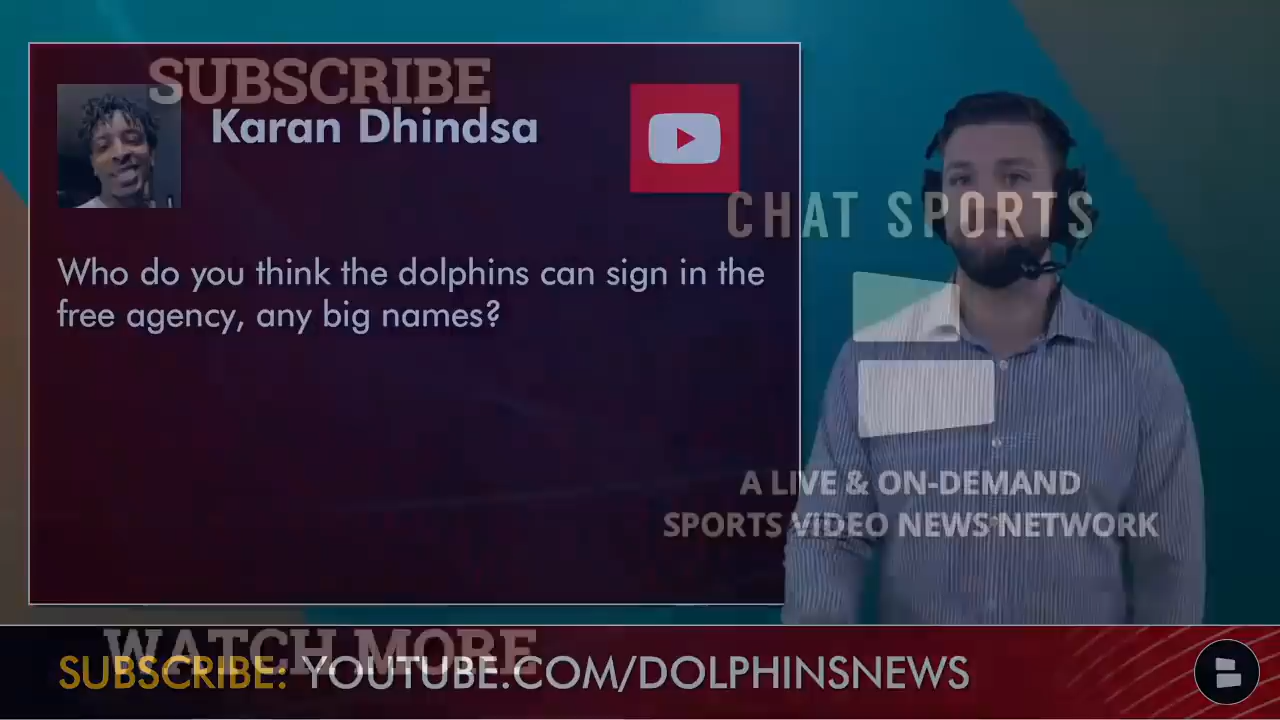 SUBSCRIBE
Karan Dhindsa
CHAT SPORTS
Who do you think the dolphins can sign in the
free agency, any big names?
A LIVE & ON-DEMAND
SPORTS VIDEO NEWS NETWORK
WATCH MORE
SUBSCRIBE: YOUTUBE.COM/DOLPHINSNEWS